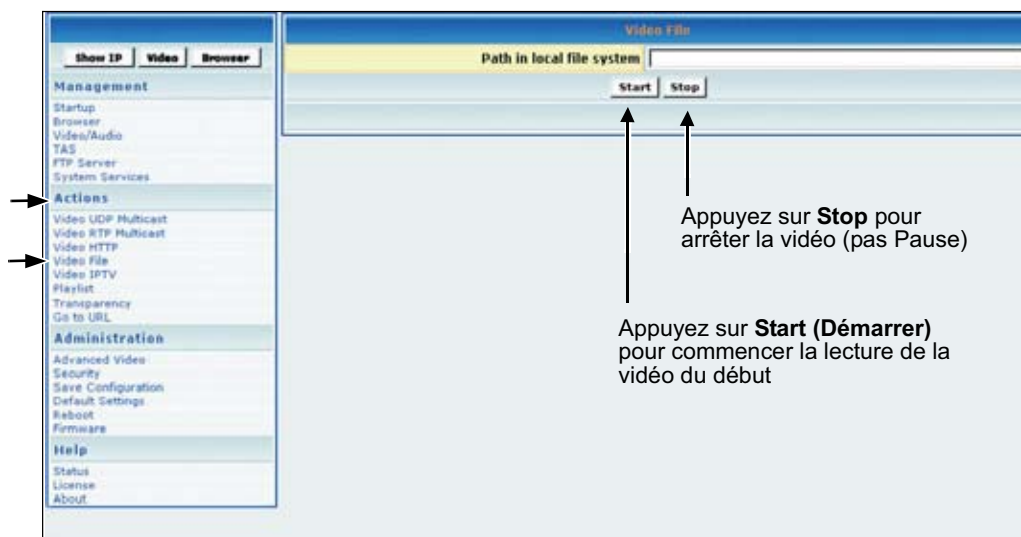 Video File
Show IP Video Browser
Path in local file system
Start Stop
Management
Startup
Browser
Video/Audio
TAS
FTP Server
System Services
Actions
Video UDP Multicast
Video RTP Multicast
Video HTTP
Video File
Video IPTV
Playlist
Transparency
Go to URL
Administration
Advanced Video
Security
Save Configuration
Default Settings
Reboot
Firmware
Help
Status
License
About
Appuyez sur Stop pour
arrêter la vidéo (pas Pause)
Appuyez sur Start (Démarrer)
pour commencer la lecture de la
vidéo du début